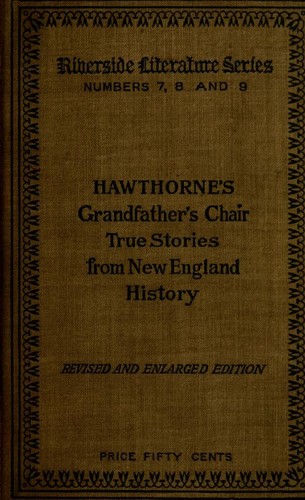 Riverside Literature Series
NUMBERS 7, 8 AND 9
HAWTHORNE'S
Grandfather's Chair
True Stories
from New England
History
REVISED AND ENLARGED EDITION
PRICE FIFTY CENTS